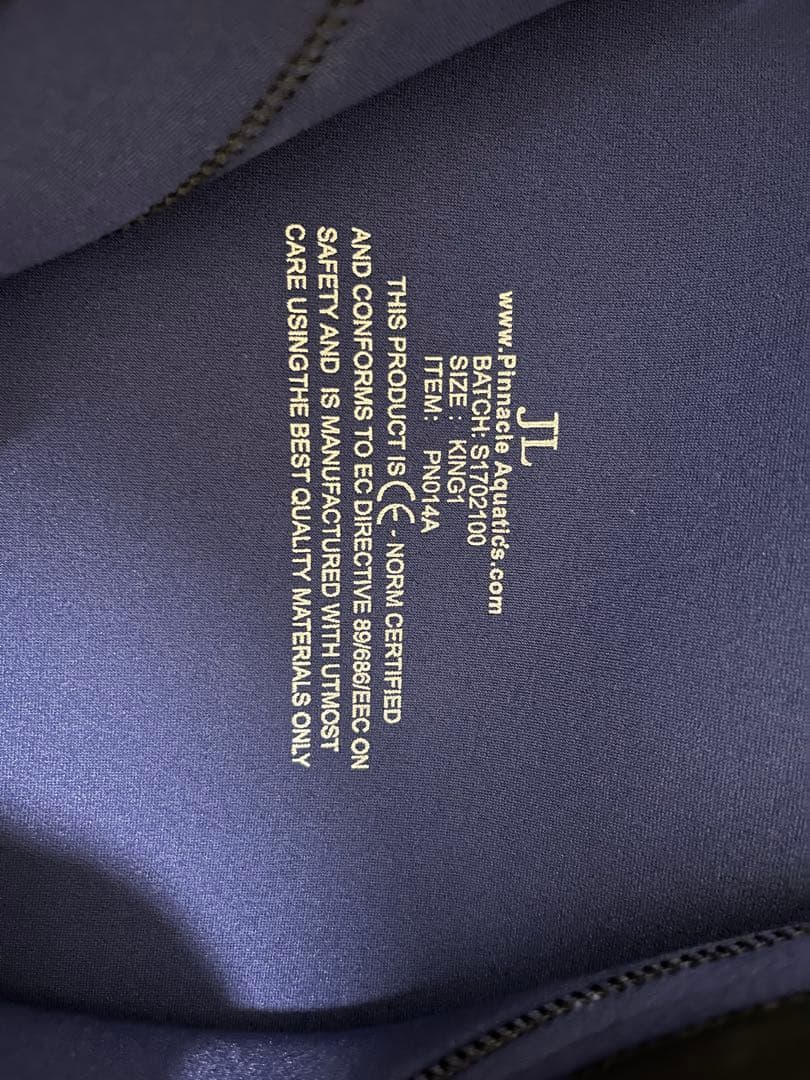 JL
www.Pinnacle Aquatics.com
BATCH: S1702100
SIZE : KING1
ITEM: PN014A
THIS PRODUCT IS CE - NORM CERTIFIED
AND CONFORMS TO EC DIRECTIVE 89/686/EEC ON
SAFETY AND IS MANUFACTURED WITH UTMOST
CARE USING THE BEST QUALITY MATERIALS ONLY